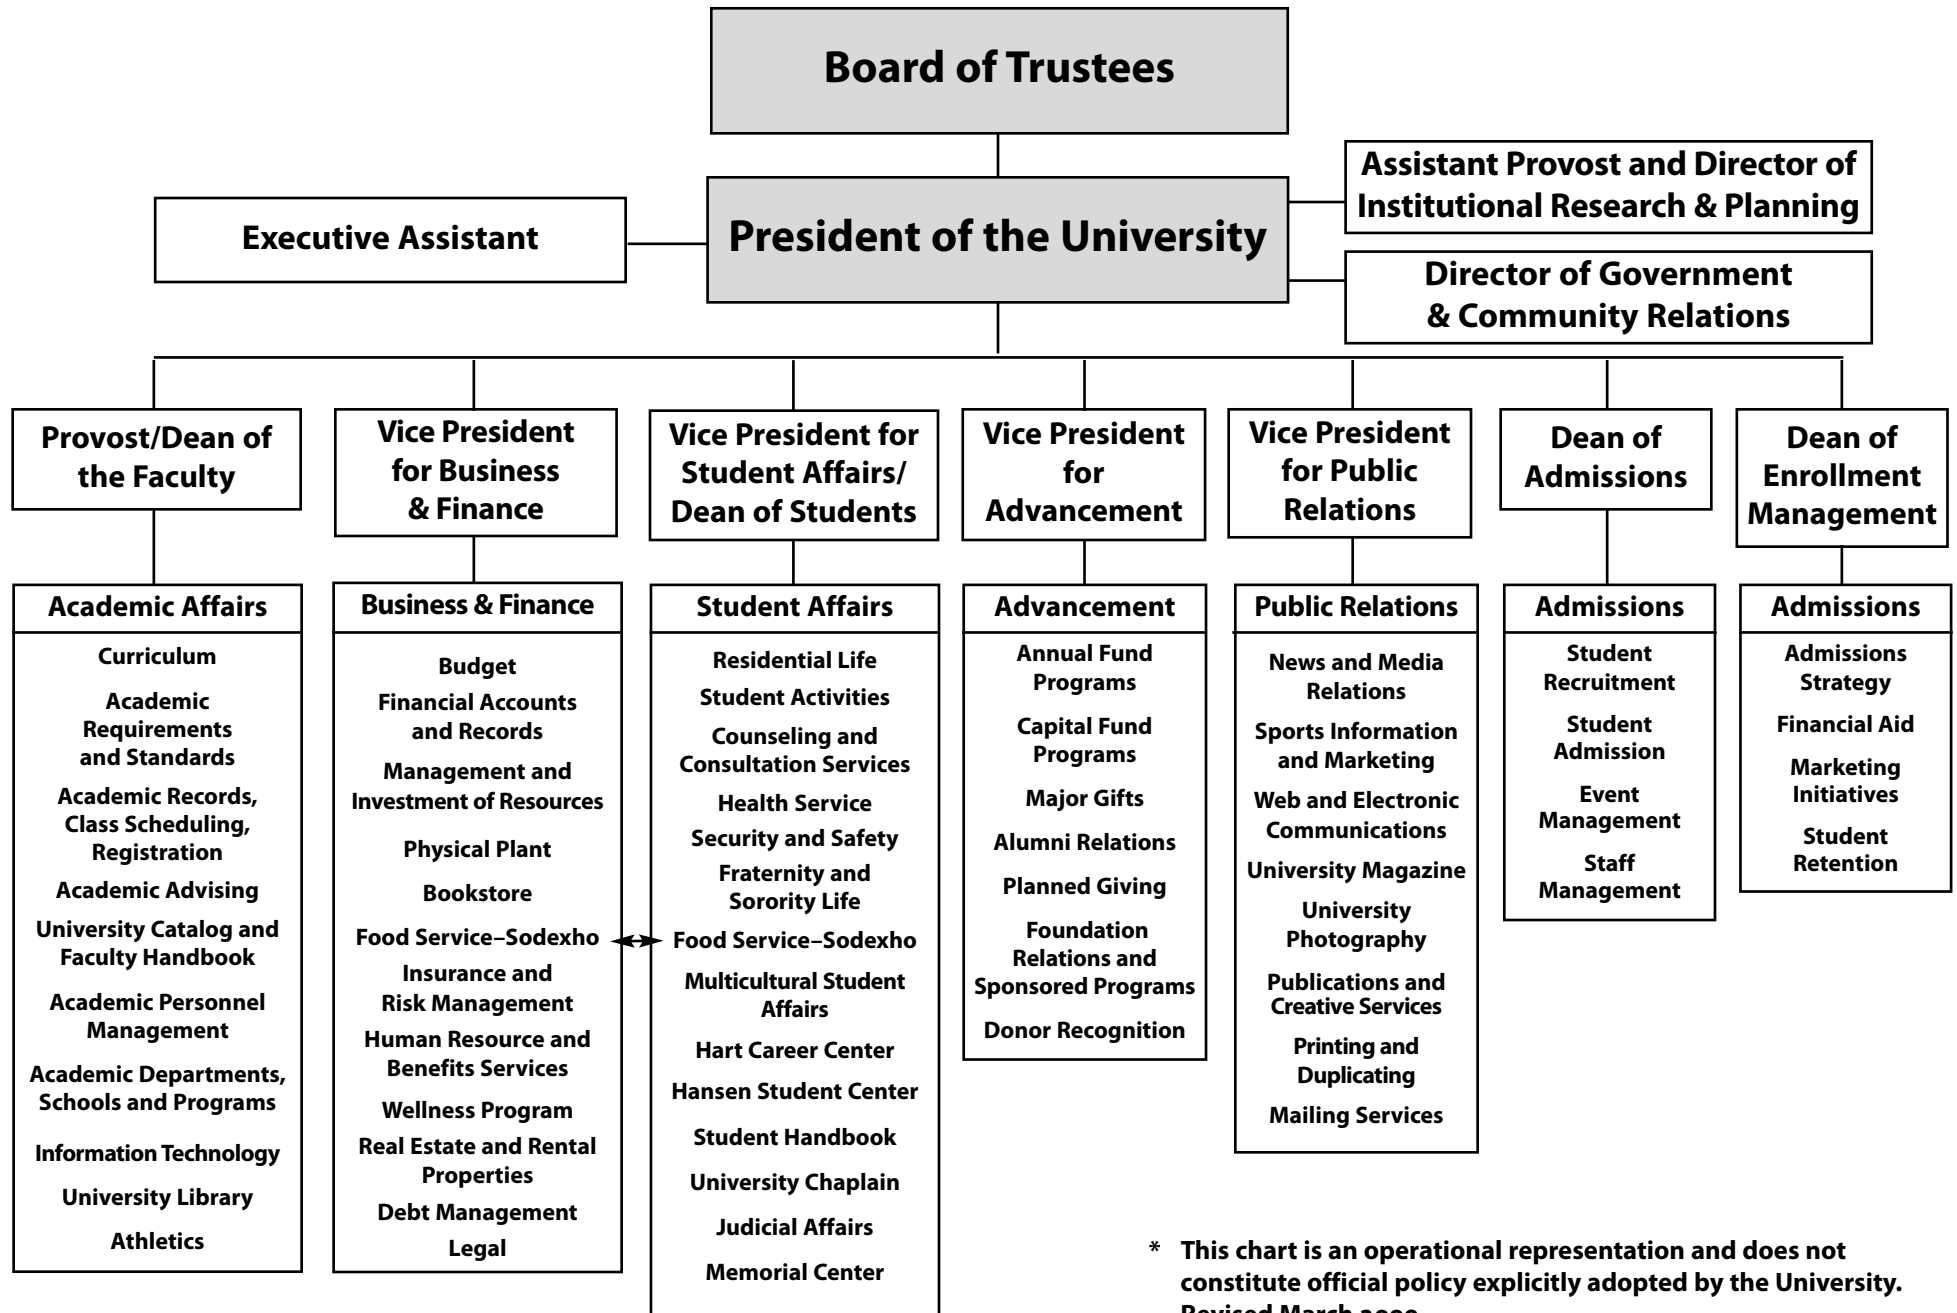 Board of Trustees
Assistant Provost and Director of
Institutional Research & Planning
Executive Assistant
President of the University
Director of Government
& Community Relations
Provost/Dean of
the Faculty
Vice President
for Business
& Finance
Vice President for
Student Affairs/
Dean of Students
Vice President
for
Advancement
Vice President
for Public
Relations
Dean of
Admissions
Dean of
Enrollment
Management
Academic Affairs
Curriculum
Academic
Requirements
and Standards
Academic Records,
Class Scheduling,
Registration
Academic Advising
University Catalog and
Faculty Handbook
Academic Personnel
Management
Academic Departments,
Schools and Programs
Information Technology
University Library
Athletics
Business & Finance
Budget
Financial Accounts
and Records
Management and
Investment of Resources
Physical Plant
Bookstore
Food Service–Sodexho
Insurance and
Risk Management
Human Resource and
Benefits Services
Wellness Program
Real Estate and Rental
Properties
Debt Management
Legal
Student Affairs
Residential Life
Student Activities
Counseling and
Consultation Services
Health Service
Security and Safety
Fraternity and
Sorority Life
Food Service–Sodexho
Multicultural Student
Affairs
Hart Career Center
Hansen Student Center
Student Handbook
University Chaplain
Judicial Affairs
Memorial Center
Advancement
Annual Fund
Programs
Capital Fund
Programs
Major Gifts
Alumni Relations
Planned Giving
Foundation
Relations and
Sponsored Programs
Donor Recognition
Public Relations
News and Media
Relations
Sports Information
and Marketing
Web and Electronic
Communications
University Magazine
University
Photography
Publications and
Creative Services
Printing and
Duplicating
Mailing Services
Admissions
Student
Recruitment
Student
Admission
Event
Management
Staff
Management
Admissions
Admissions
Strategy
Financial Aid
Marketing
Initiatives
Student
Retention
* This chart is an operational representation and does not
constitute official policy explicitly adopted by the University.
Revised March